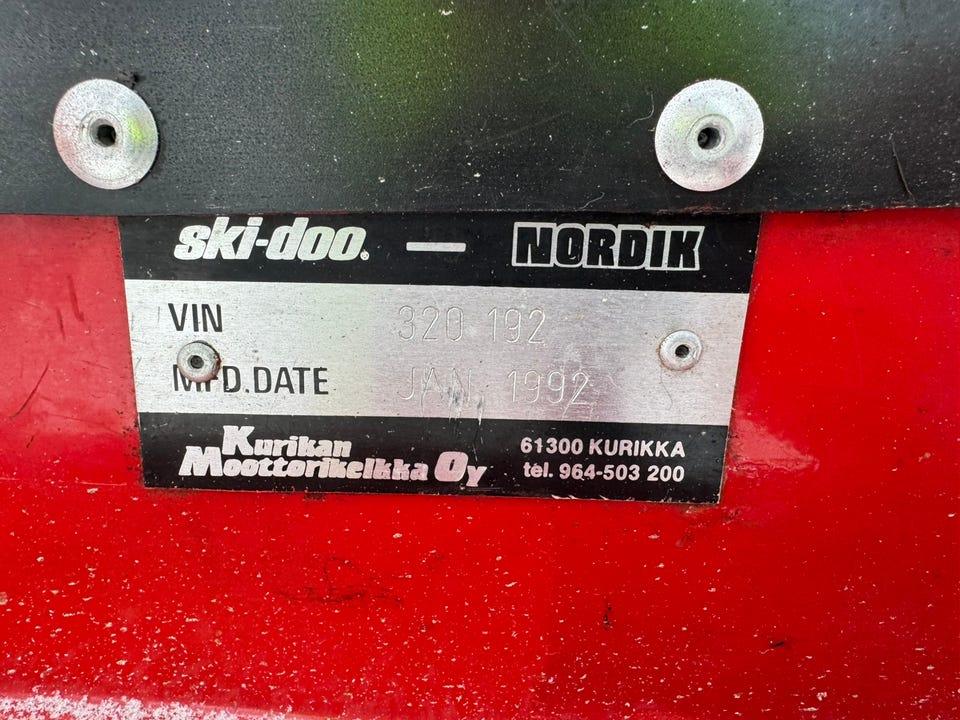 ski-doo® — NORDIK
VIN 320 192
MFD.DATE JAN 1992
Kurikan 61300 KURIKKA
Moottorikelkka Oy tel. 964-503 200